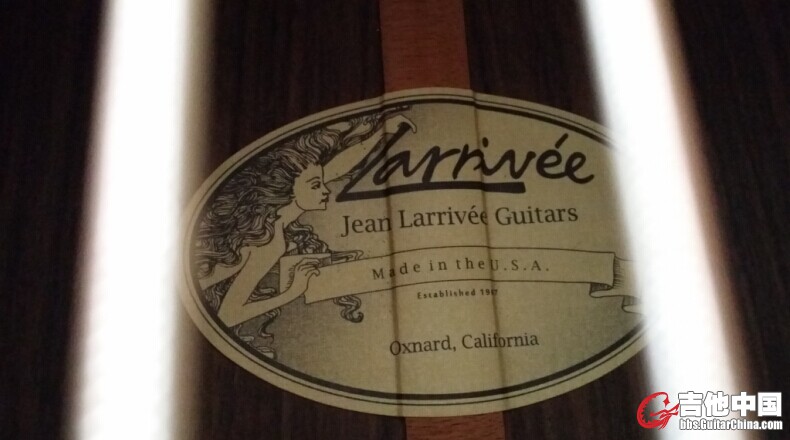 Larrivée
Jean Larrivée Guitars
Made in the U.S.A.
Established 1967
Oxnard, California
吉他中国
bbs.GuitarChina.com